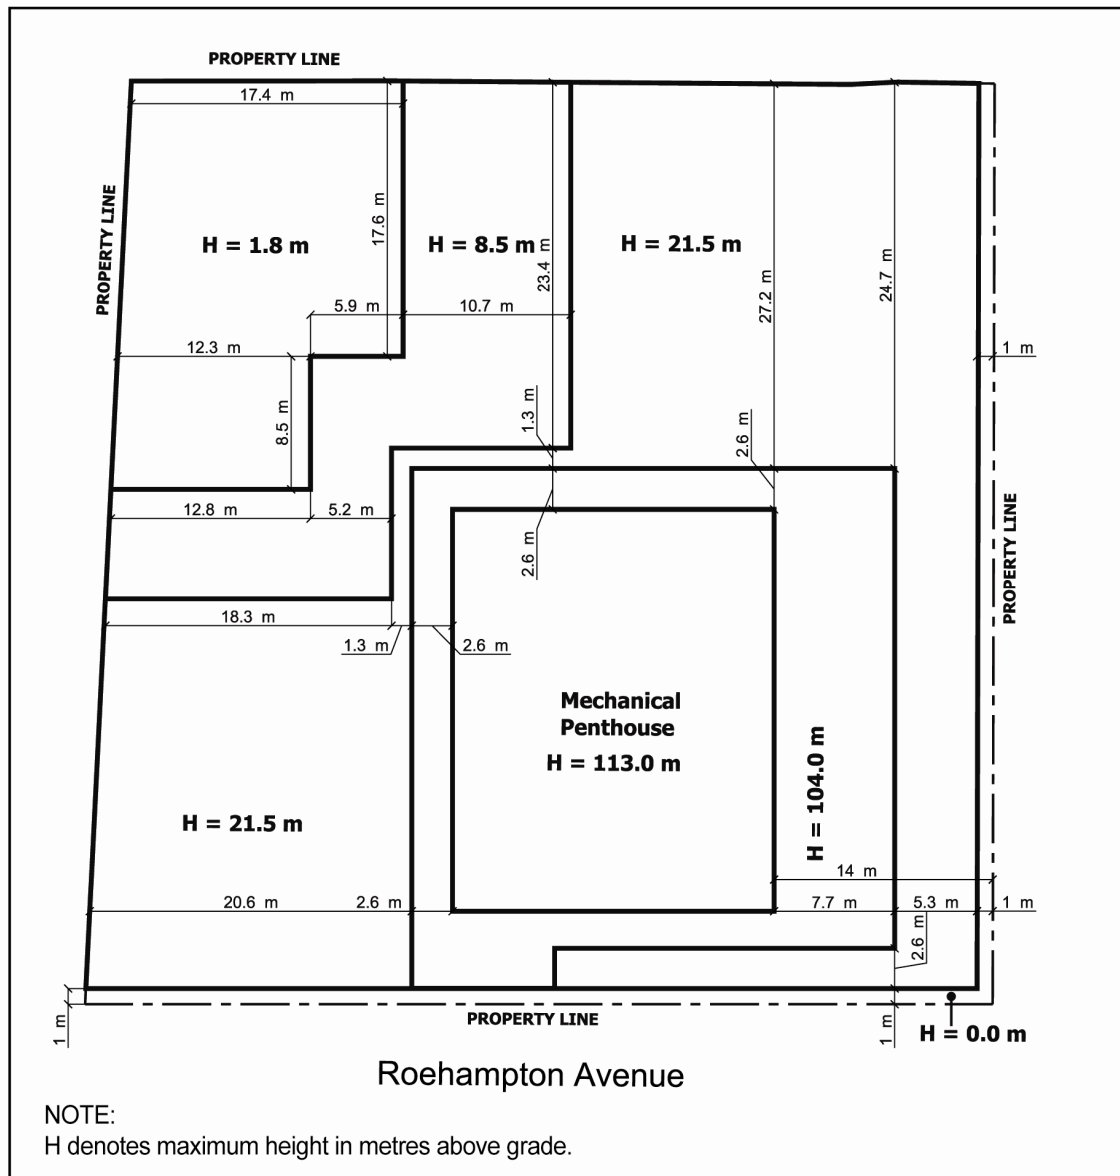 PROPERTY LINE
17.4 m
PROPERTY LINE
17.6 m
H = 1.8 m
H = 8.5 m
H = 21.5 m
23.4 m
27.2 m
24.7 m
5.9 m
10.7 m
12.3 m
1 m
8.5 m
1.3 m
2.6 m
12.8 m
5.2 m
2.6 m
PROPERTY LINE
18.3 m
1.3 m
2.6 m
Mechanical
Penthouse
H = 113.0 m
H = 104.0 m
H = 21.5 m
14 m
20.6 m
2.6 m
7.7 m
5.3 m
1 m
2.6 m
PROPERTY LINE
1 m
1 m
H = 0.0 m
Roehampton Avenue
NOTE:
H denotes maximum height in metres above grade.